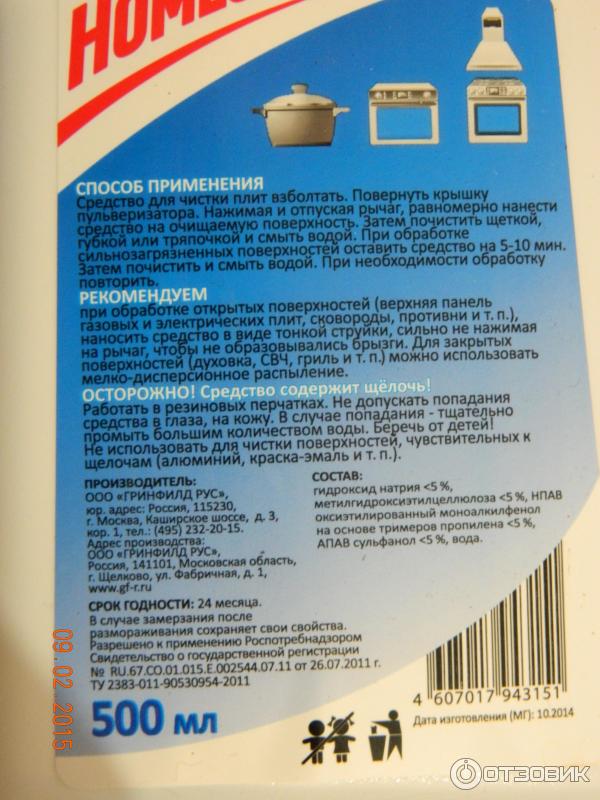 СПОСОБ ПРИМЕНЕНИЯ
Средство для чистки плит взболтать. Повернуть крышку
пульверизатора. Нажимая и отпуская рычаг, равномерно нанести
средство на очищаемую поверхность. Затем почистить щеткой,
губкой или тряпочкой и смыть водой. При обработке
сильнозагрязненных поверхностей оставить средство на 5-10 мин.
Затем почистить и смыть водой. При необходимости обработку
повторить.
РЕКОМЕНДУЕМ
при обработке открытых поверхностей (верхняя панель
газовых и электрических плит, сковороды, противни и т. п.),
наносить средство в виде тонкой струйки, сильно не нажимая
на рычаг, чтобы не образовывались брызги. Для закрытых
поверхностей (духовка, СВЧ, гриль и т. п.) можно использовать
мелко-дисперсионное распыление.
ОСТОРОЖНО! Средство содержит щёлочь!
Работать в резиновых перчатках. Не допускать попадания
средства в глаза, на кожу. В случае попадания - тщательно
промыть большим количеством воды. Беречь от детей!
Не использовать для чистки поверхностей, чувствительных к
щелочам (алюминий, краска-эмаль и т. п.).
ПРОИЗВОДИТЕЛЬ:
ООО «ГРИНФИЛД РУС»,
юр. адрес: Россия, 115230,
г. Москва, Каширское шоссе, д. 3,
кор. 1, тел.: (495) 232-20-15.
Адрес производства:
ООО «ГРИНФИЛД РУС»,
Россия, 141101, Московская область,
г. Щелково, ул. Фабричная, д. 1,
www.gf-r.ru
СОСТАВ:
гидроксид натрия <5 %,
метилгидроксиэтилцеллюлоза <5 %, НПАВ
оксиэтилированный моноалкилфенол
на основе тримеров пропилена <5 %,
АПАВ сульфанол <5 %, вода.
СРОК ГОДНОСТИ: 24 месяца.
В случае замерзания после
размораживания сохраняет свои свойства.
Разрешено к применению Роспотребнадзором
Свидетельство о государственной регистрации
№ RU.67.CO.01.015.E.002544.07.11 от 26.07.2011 г.
ТУ 2383-011-90530954-2011
500 мл
4 607017 943151
Дата изготовления (МГ): 10.2014
09.02.2015
ОТЗОВИК